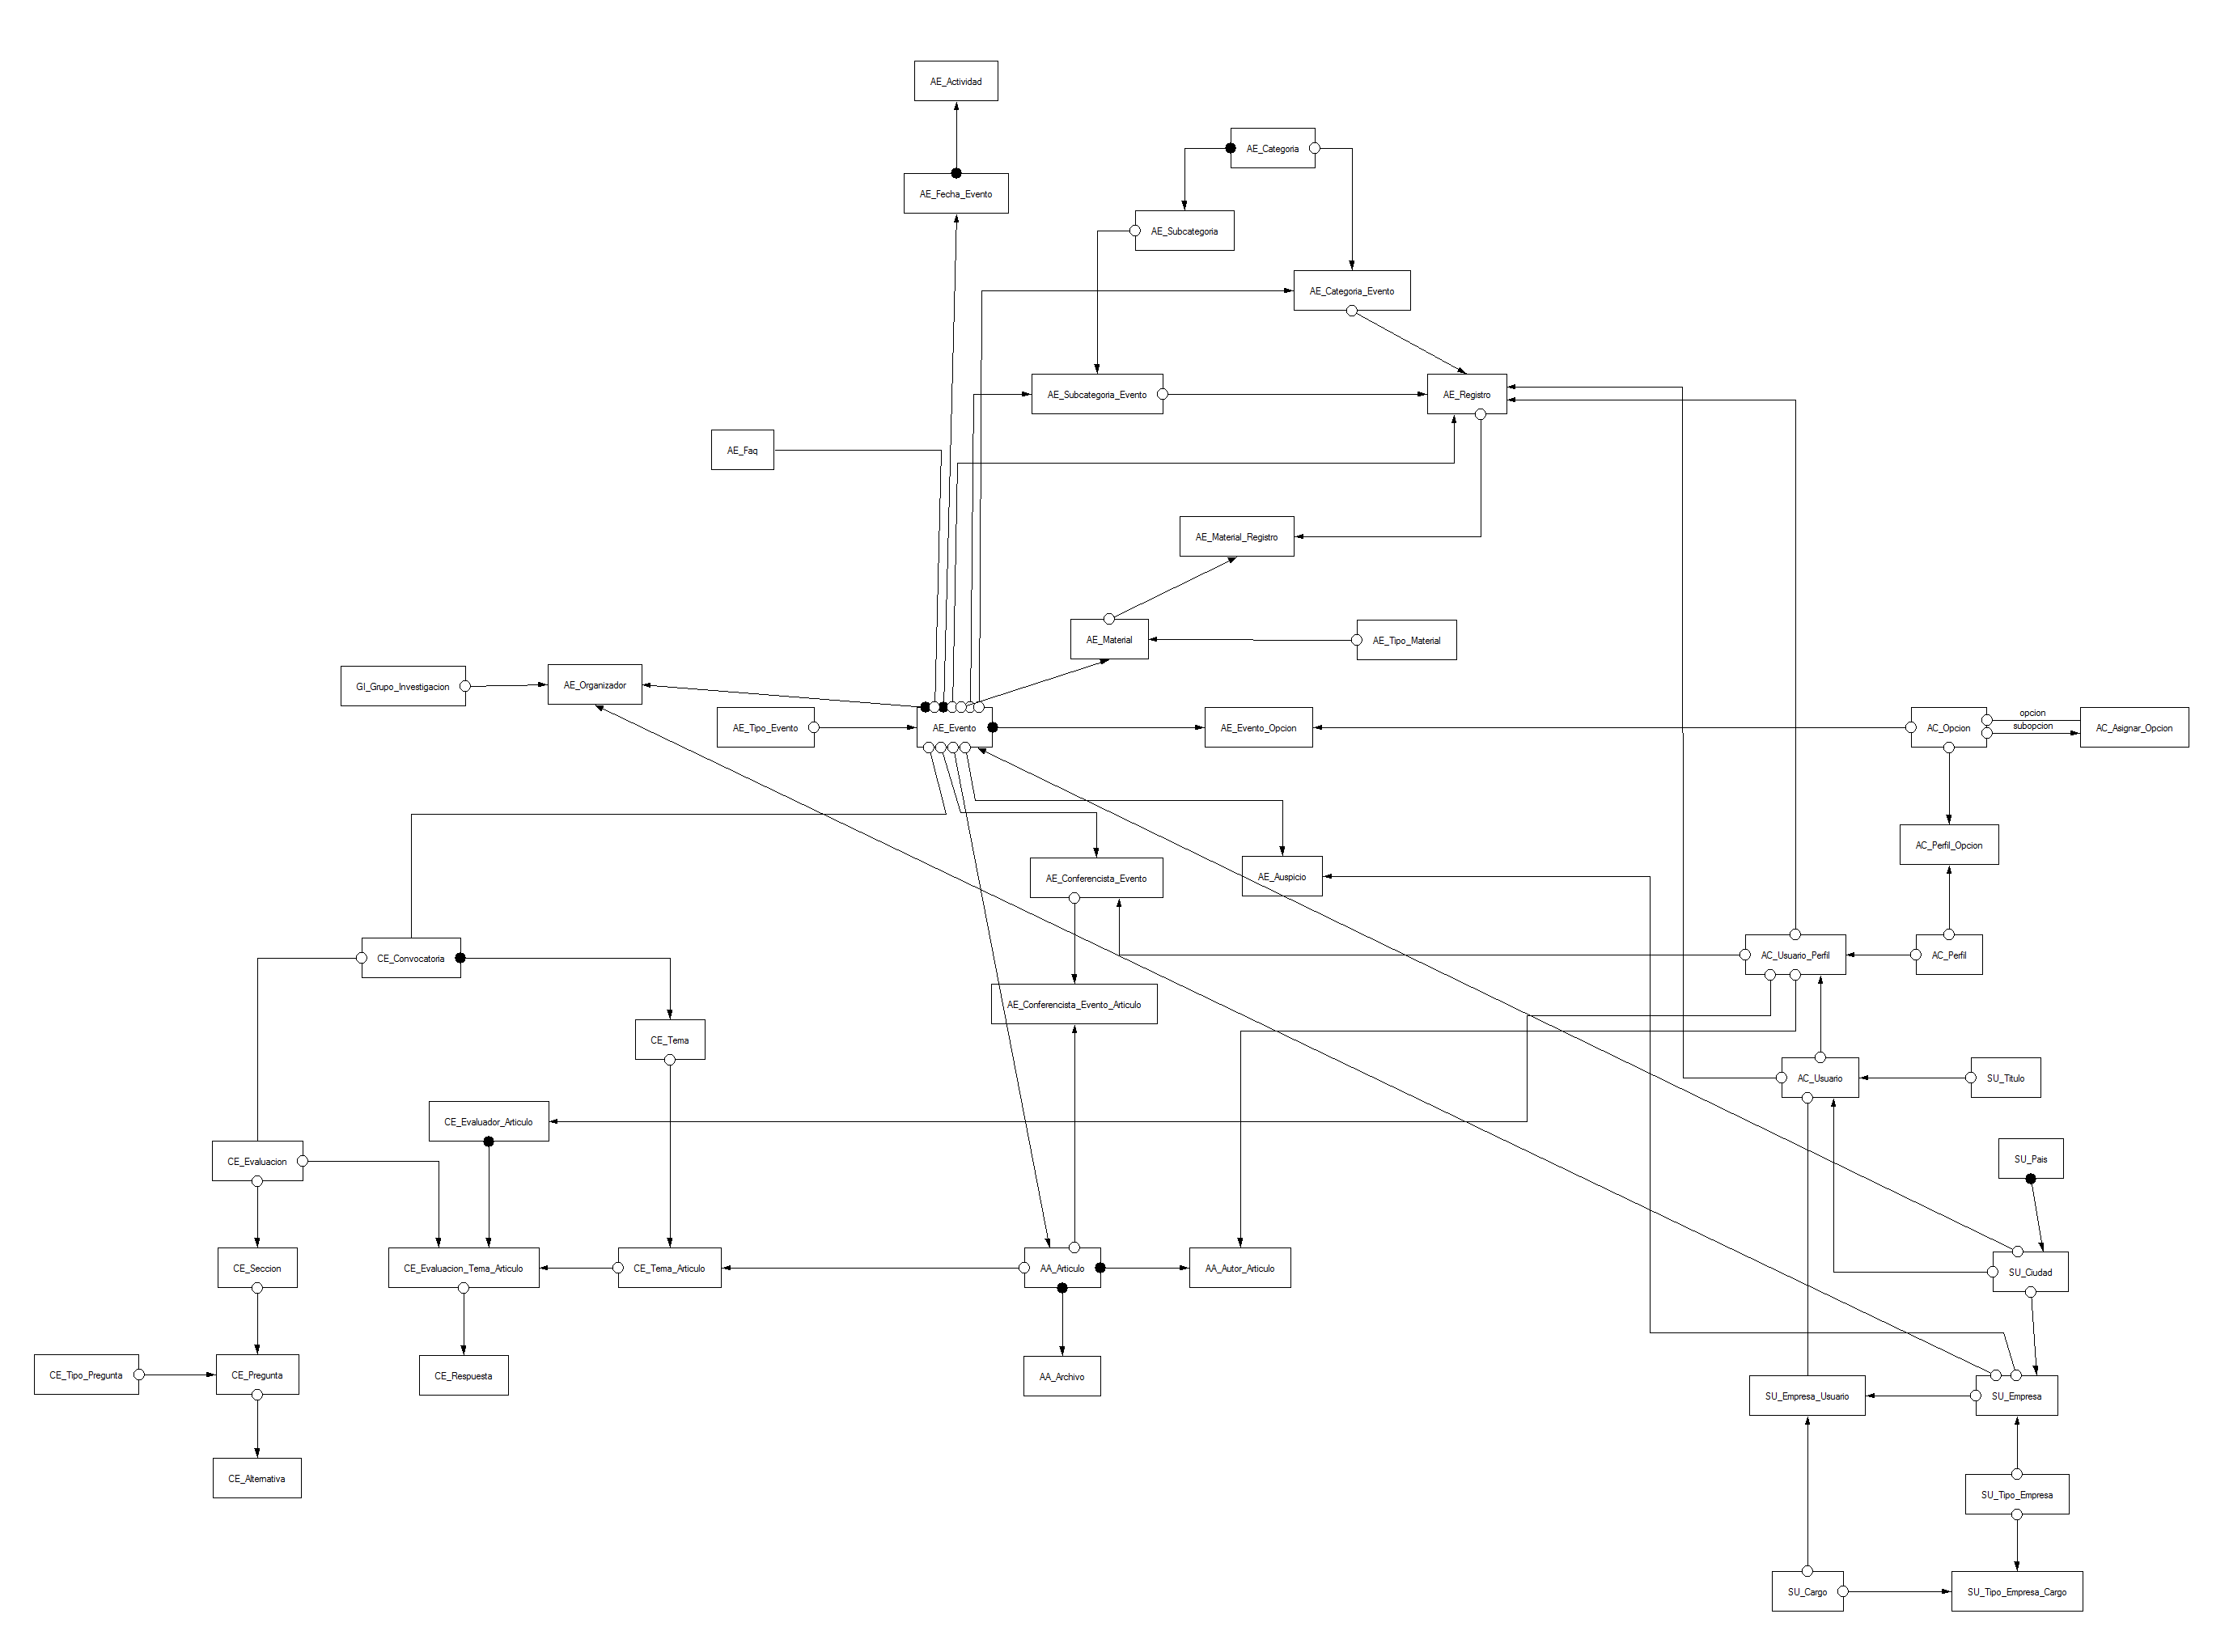 AE_Actividad
AE_Categoria
AE_Fecha_Evento
AE_Subcategoria
AE_Categoria_Evento
AE_Subcategoria_Evento
AE_Registro
AE_Faq
AE_Material_Registro
AE_Material
AE_Tipo_Material
GI_Grupo_Investigacion
AE_Organizador
AE_Tipo_Evento
AE_Evento
AE_Evento_Opcion
AC_Opcion
opcion
subopcion
AC_Asignar_Opcion
AC_Perfil_Opcion
AE_Conferencista_Evento
AE_Auspicio
CE_Convocatoria
AC_Usuario_Perfil
AC_Perfil
AE_Conferencista_Evento_Articulo
CE_Tema
AC_Usuario
SU_Titulo
CE_Evaluador_Articulo
CE_Evaluacion
SU_Pais
CE_Seccion
CE_Evaluacion_Tema_Articulo
CE_Tema_Articulo
AA_Articulo
AA_Autor_Articulo
SU_Ciudad
CE_Tipo_Pregunta
CE_Pregunta
CE_Respuesta
AA_Archivo
SU_Empresa_Usuario
SU_Empresa
CE_Alternativa
SU_Tipo_Empresa
SU_Cargo
SU_Tipo_Empresa_Cargo